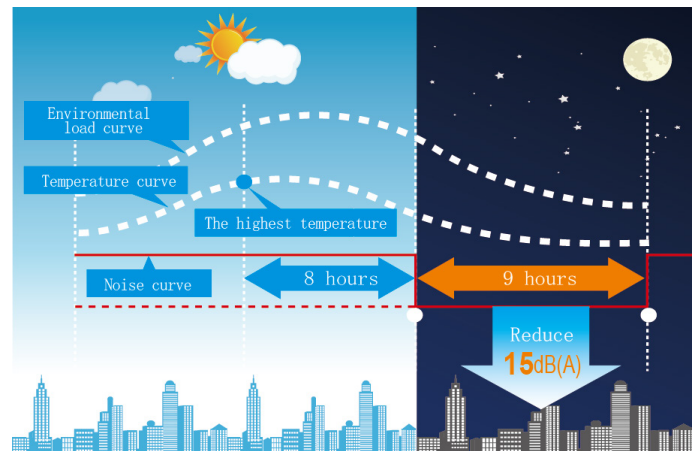 Environmental
load curve
Temperature curve
The highest temperature
Noise curve
8 hours
9 hours
Reduce
15dB(A)